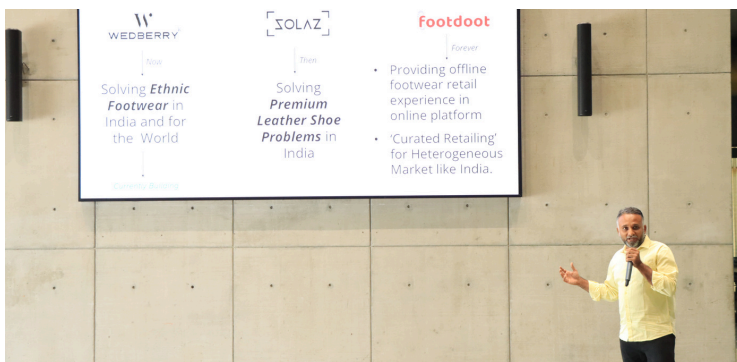 WEDBERRY
Now
Solving Ethnic
Footwear in
India and for
the World
SOLAZ
Then
Solving
Premium
Leather Shoe
Problems in
India
footdoot
Forever
• Providing offline
footwear retail
experience in
online platform
• ‘Curated Retailing’
for Heterogeneous
Market like India.